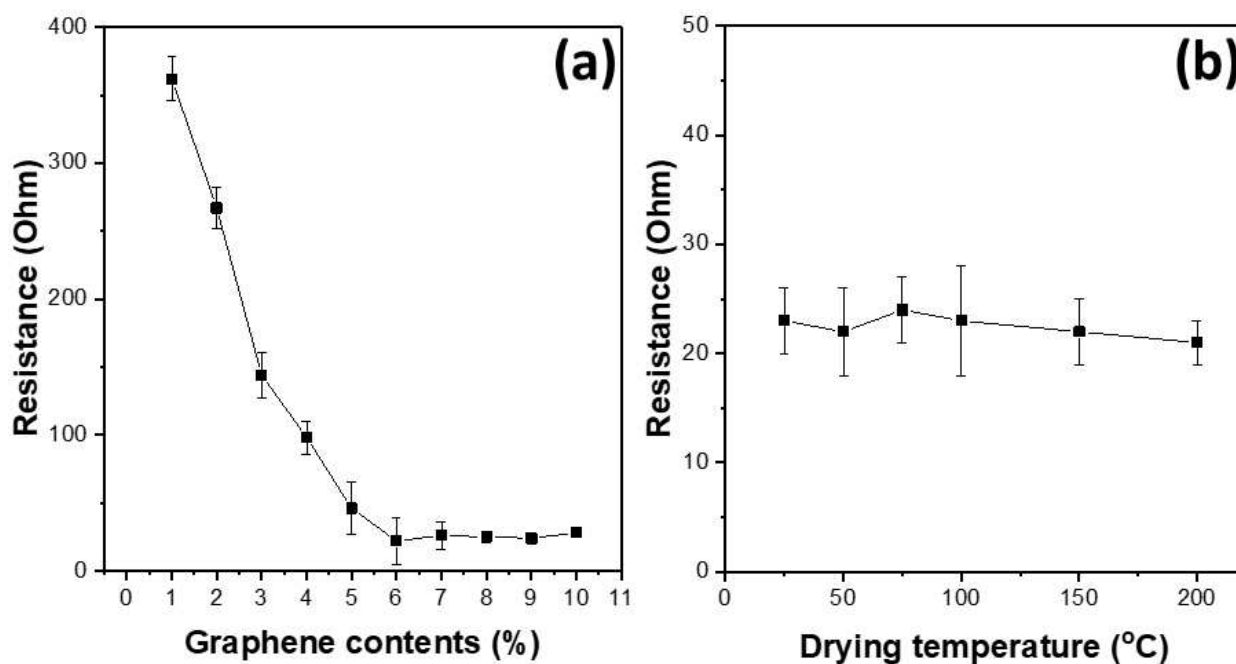 (a)
Resistance (Ohm)
400
300
200
100
0
0 1 2 3 4 5 6 7 8 9 10 11
Graphene contents (%)
(b)
Resistance (Ohm)
50
40
30
20
10
0
0 50 100 150 200
Drying temperature (°C)